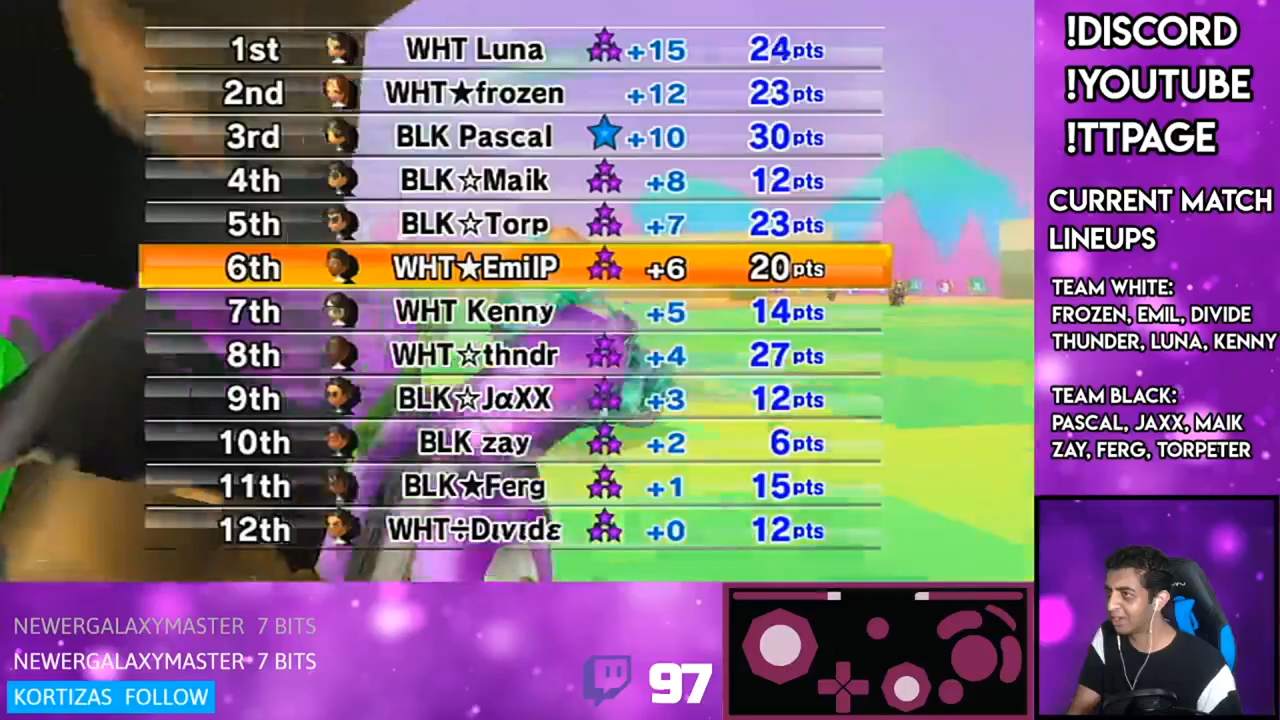 1st WHT Luna +15 24pts
2nd WHT★frozen +12 23pts
3rd BLK Pascal +10 30pts
4th BLK☆Maik +8 12pts
5th BLK☆Torp +7 23pts
6th WHT★EmilP +6 20pts
7th WHT Kenny +5 14pts
8th WHT☆thndr +4 27pts
9th BLK☆JαXX +3 12pts
10th BLK zay +2 6pts
11th BLK★Ferg +1 15pts
12th WHT÷Dινιdε +0 12pts
!DISCORD
!YOUTUBE
!TTPAGE
CURRENT MATCH
LINEUPS
TEAM WHITE:
FROZEN, EMIL, DIVIDE
THUNDER, LUNA, KENNY
TEAM BLACK:
PASCAL, JAXX, MAIK
ZAY, FERG, TORPETER
NEWERGALAXYMASTER 7 BITS
NEWERGALAXYMASTER 7 BITS
KORTIZAS FOLLOW
97